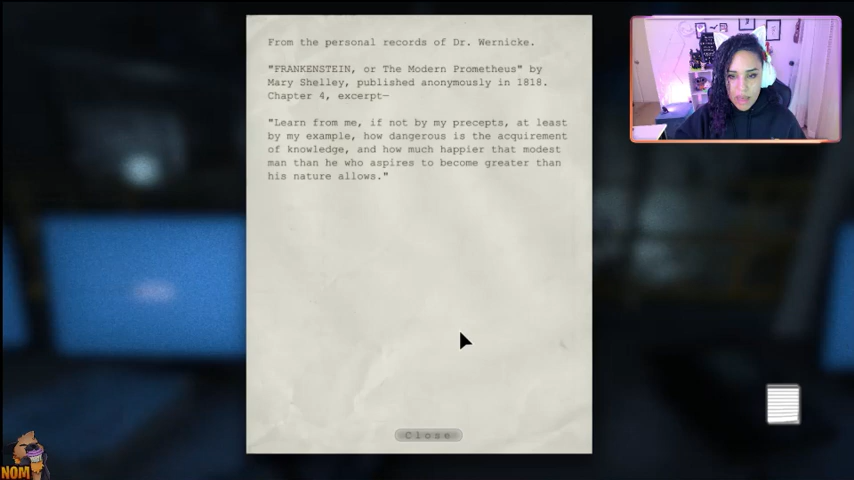 From the personal records of Dr. Wernicke.
"FRANKENSTEIN, or The Modern Prometheus" by
Mary Shelley, published anonymously in 1818.
Chapter 4, excerpt—
"Learn from me, if not by my precepts, at least
by my example, how dangerous is the acquirement
of knowledge, and how much happier that modest
man than he who aspires to become greater than
his nature allows."
Close
NOM